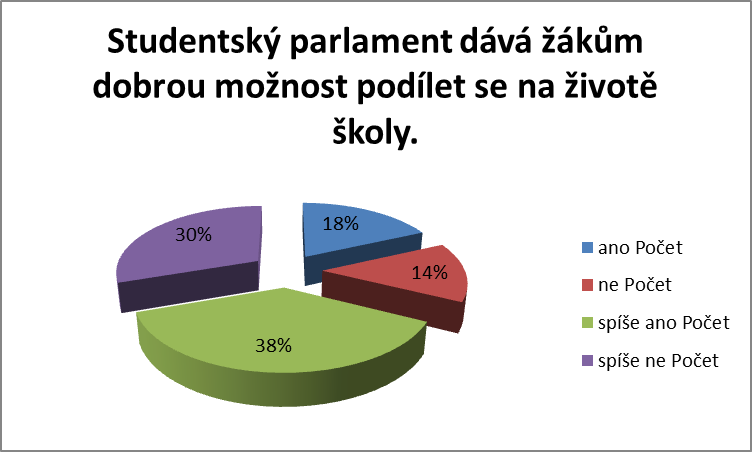 Studentský parlament dává žákům
dobrou možnost podílet se na životě
školy.
18%
30%
14%
38%
ano Počet
ne Počet
spíše ano Počet
spíše ne Počet